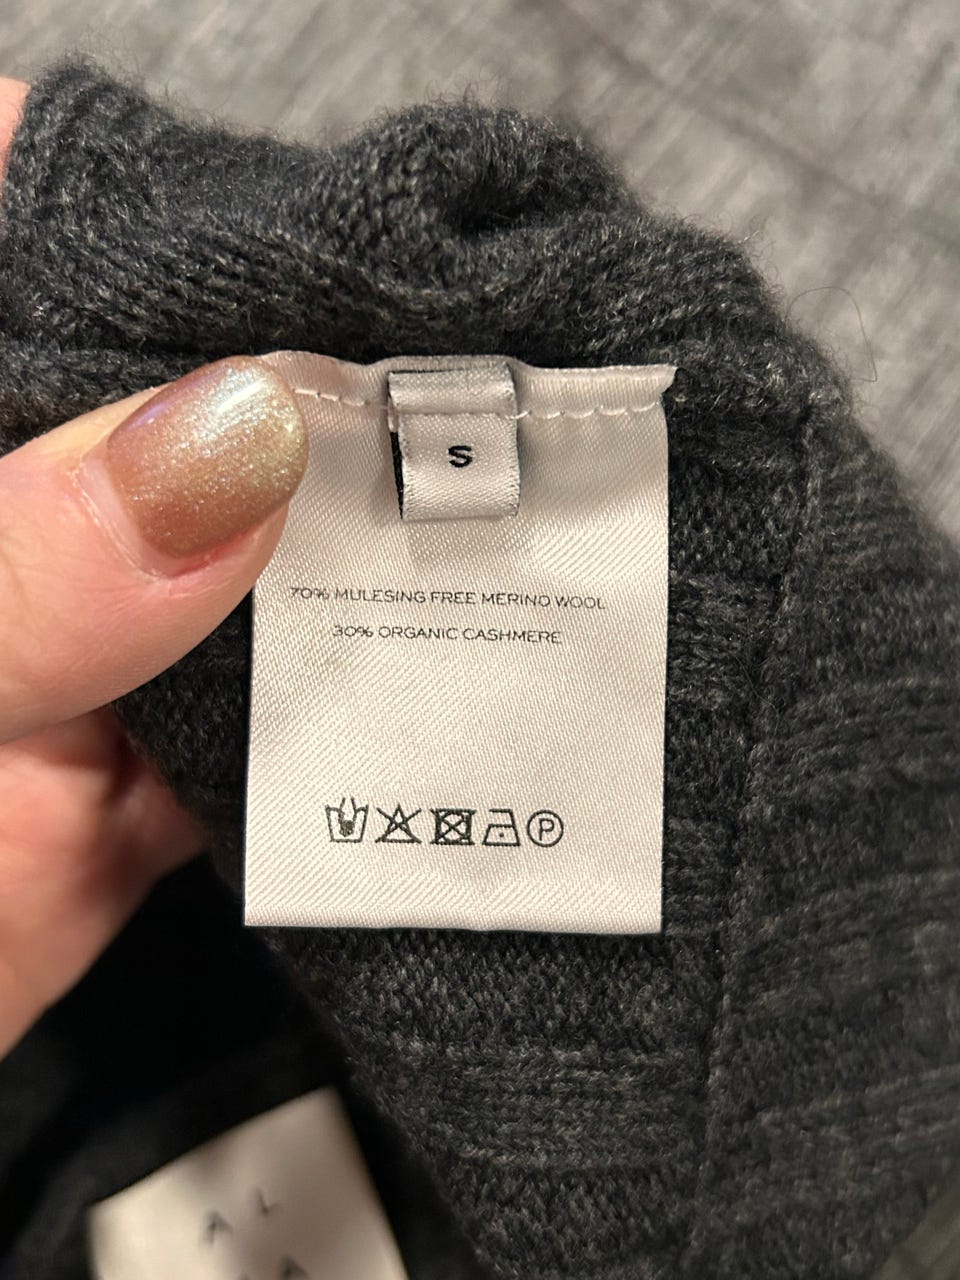 S
70% MULESING FREE MERINO WOOL
30% ORGANIC CASHMERE
P
A L
A